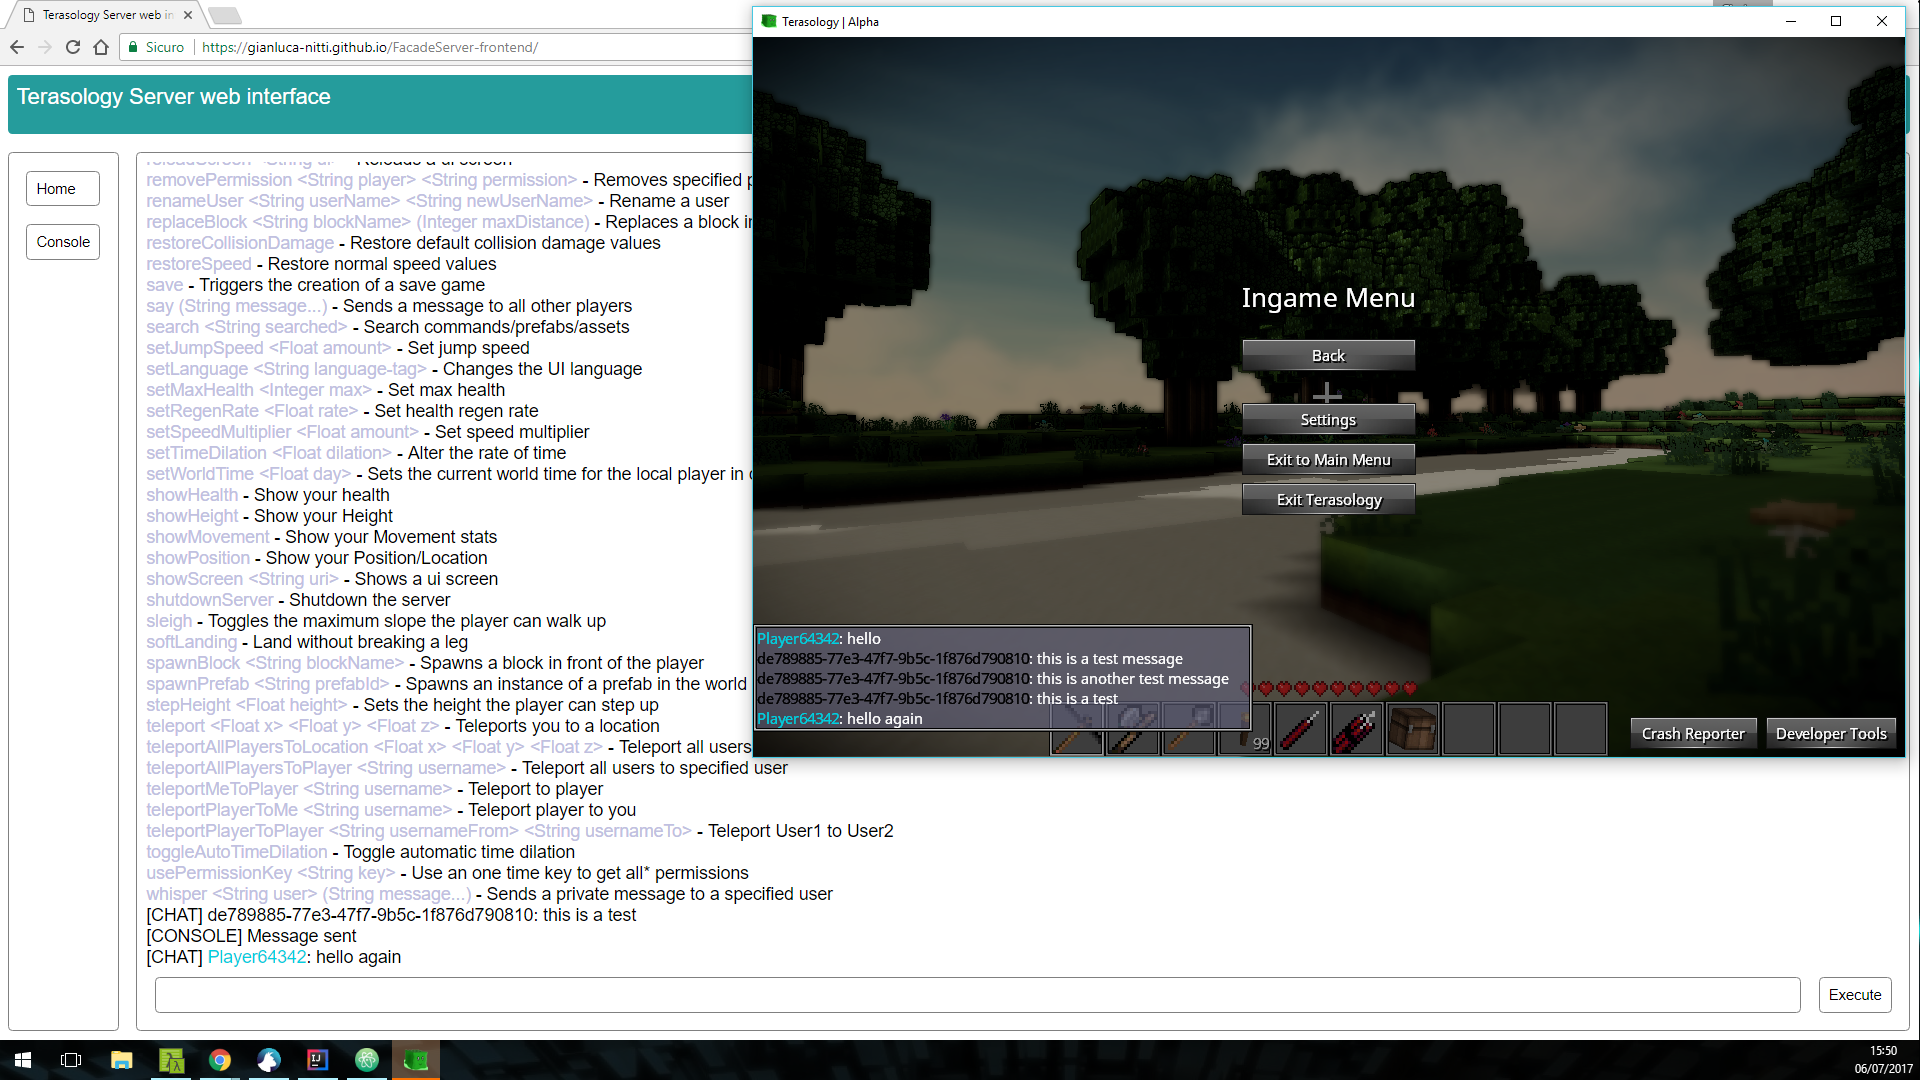 Terasology Server web in
Sicuro
https://gianluca-nitti.github.io/FacadeServer-frontend/
Terasology Server web interface
Home
Console
reloadScreen <String ui> - Reloads a ui screen
removePermission <String player> <String permission> - Removes specified p
renameUser <String userName> <String newUserName> - Rename a user
replaceBlock <String blockName> (Integer maxDistance) - Replaces a block in
restoreCollisionDamage - Restore default collision damage values
restoreSpeed - Restore normal speed values
save - Triggers the creation of a save game
say (String message...) - Sends a message to all other players
search <String searched> - Search commands/prefabs/assets
setJumpSpeed <Float amount> - Set jump speed
setLanguage <String language-tag> - Changes the UI language
setMaxHealth <Integer max> - Set max health
setRegenRate <Float rate> - Set health regen rate
setSpeedMultiplier <Float amount> - Set speed multiplier
setTimeDilation <Float dilation> - Alter the rate of time
setWorldTime <Float day> - Sets the current world time for the local player in d
showHealth - Show your health
showHeight - Show your Height
showMovement - Show your Movement stats
showPosition - Show your Position/Location
showScreen <String uri> - Shows a ui screen
shutdownServer - Shutdown the server
sleigh - Toggles the maximum slope the player can walk up
softLanding - Land without breaking a leg
spawnBlock <String blockName> - Spawns a block in front of the player
spawnPrefab <String prefabId> - Spawns an instance of a prefab in the world
stepHeight <Float height> - Sets the height the player can step up
teleport <Float x> <Float y> <Float z> - Teleports you to a location
teleportAllPlayersToLocation <Float x> <Float y> <Float z> - Teleport all users
teleportAllPlayersToPlayer <String username> - Teleport all users to specified user
teleportMeToPlayer <String username> - Teleport to player
teleportPlayerToMe <String username> - Teleport player to you
teleportPlayerToPlayer <String usernameFrom> <String usernameTo> - Teleport User1 to User2
toggleAutoTimeDilation - Toggle automatic time dilation
usePermissionKey <String key> - Use an one time key to get all* permissions
whisper <String user> (String message...) - Sends a private message to a specified user
[CHAT] de789885-77e3-47f7-9b5c-1f876d790810: this is a test
[CONSOLE] Message sent
[CHAT] Player64342: hello again
Execute
Terasology | Alpha
Ingame Menu
Back
Settings
Exit to Main Menu
Exit Terasology
Player64342: hello
de789885-77e3-47f7-9b5c-1f876d790810: this is a test message
de789885-77e3-47f7-9b5c-1f876d790810: this is another test message
de789885-77e3-47f7-9b5c-1f876d790810: this is a test
Player64342: hello again
99
Crash Reporter
Developer Tools
15:50
06/07/2017